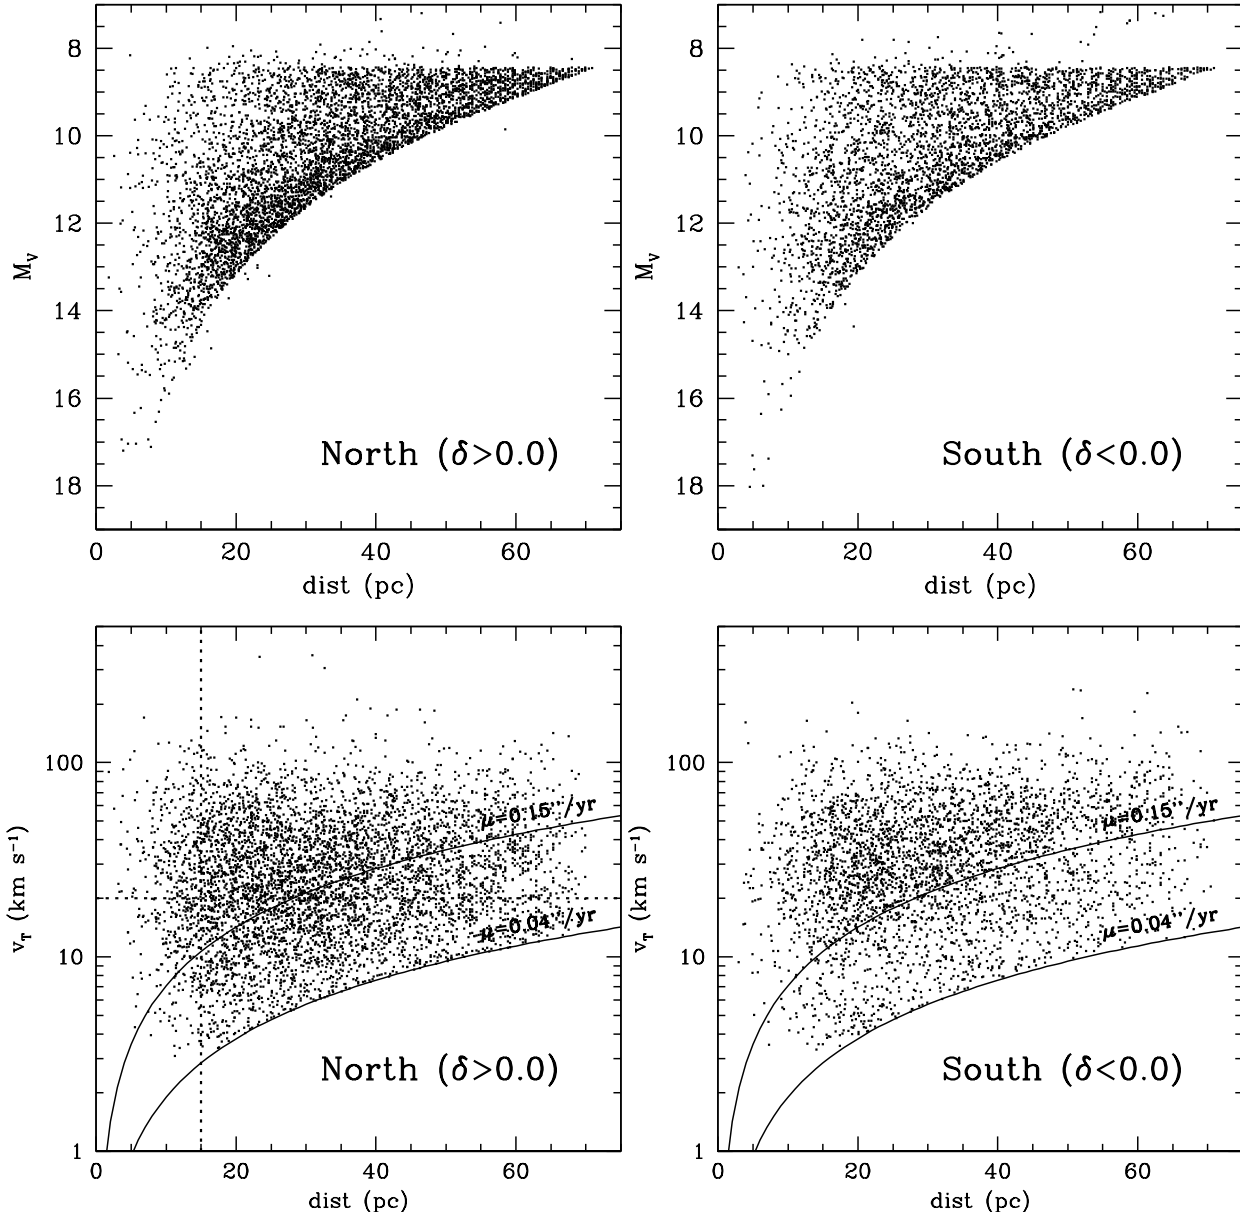 8
10
12
14
16
18
M_V
North (δ>0.0)
0 20 40 60
dist (pc)
8
10
12
14
16
18
M_V
South (δ<0.0)
0 20 40 60
dist (pc)
100
10
1
v_T (km s⁻¹)
μ=0.15"/yr
μ=0.04"/yr
North (δ>0.0)
0 20 40 60
dist (pc)
100
10
1
v_T (km s⁻¹)
μ=0.15"/yr
μ=0.04"/yr
South (δ<0.0)
0 20 40 60
dist (pc)